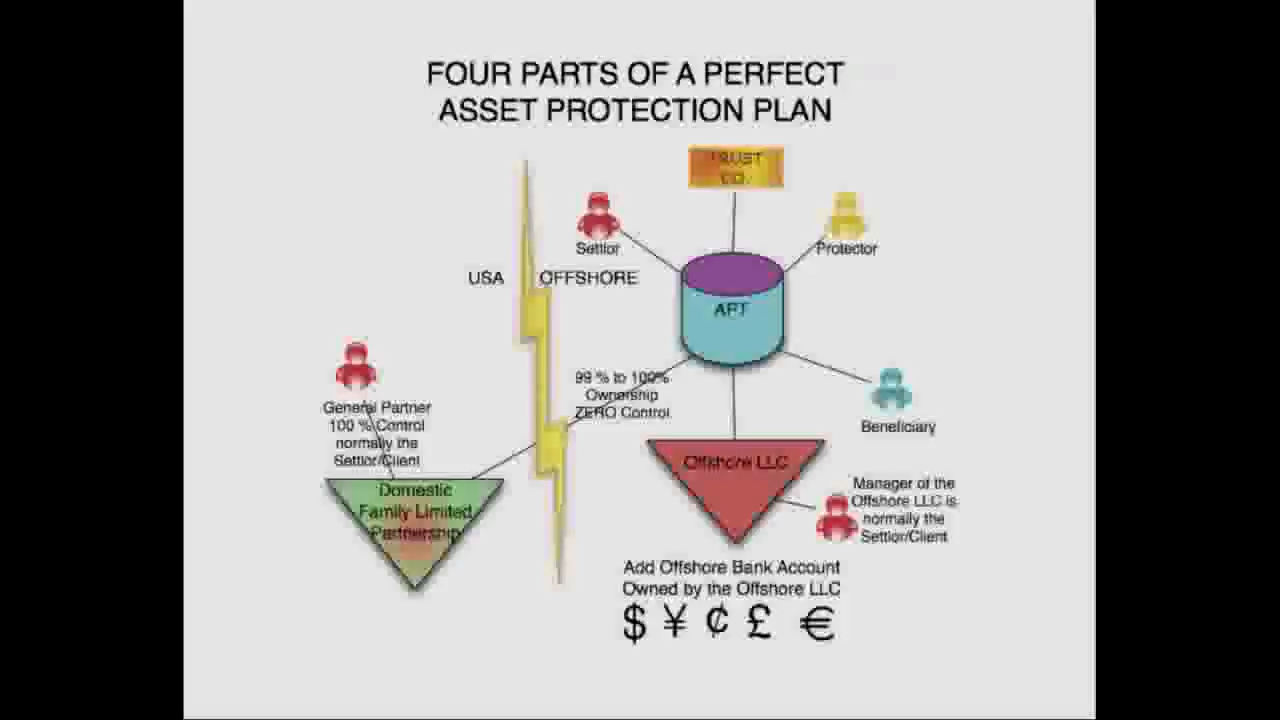 FOUR PARTS OF A PERFECT
ASSET PROTECTION PLAN
TRUST
CO.
Settlor
Protector
USA
OFFSHORE
APT
99 % to 100%
Ownership
ZERO Control
General Partner
100 % Control
normally the
Settlor/Client
Beneficiary
Domestic
Family Limited
Partnership
Offshore LLC
Manager of the
Offshore LLC is
normally the
Settlor/Client
Add Offshore Bank Account
Owned by the Offshore LLC
$ ¥ ¢ £ €